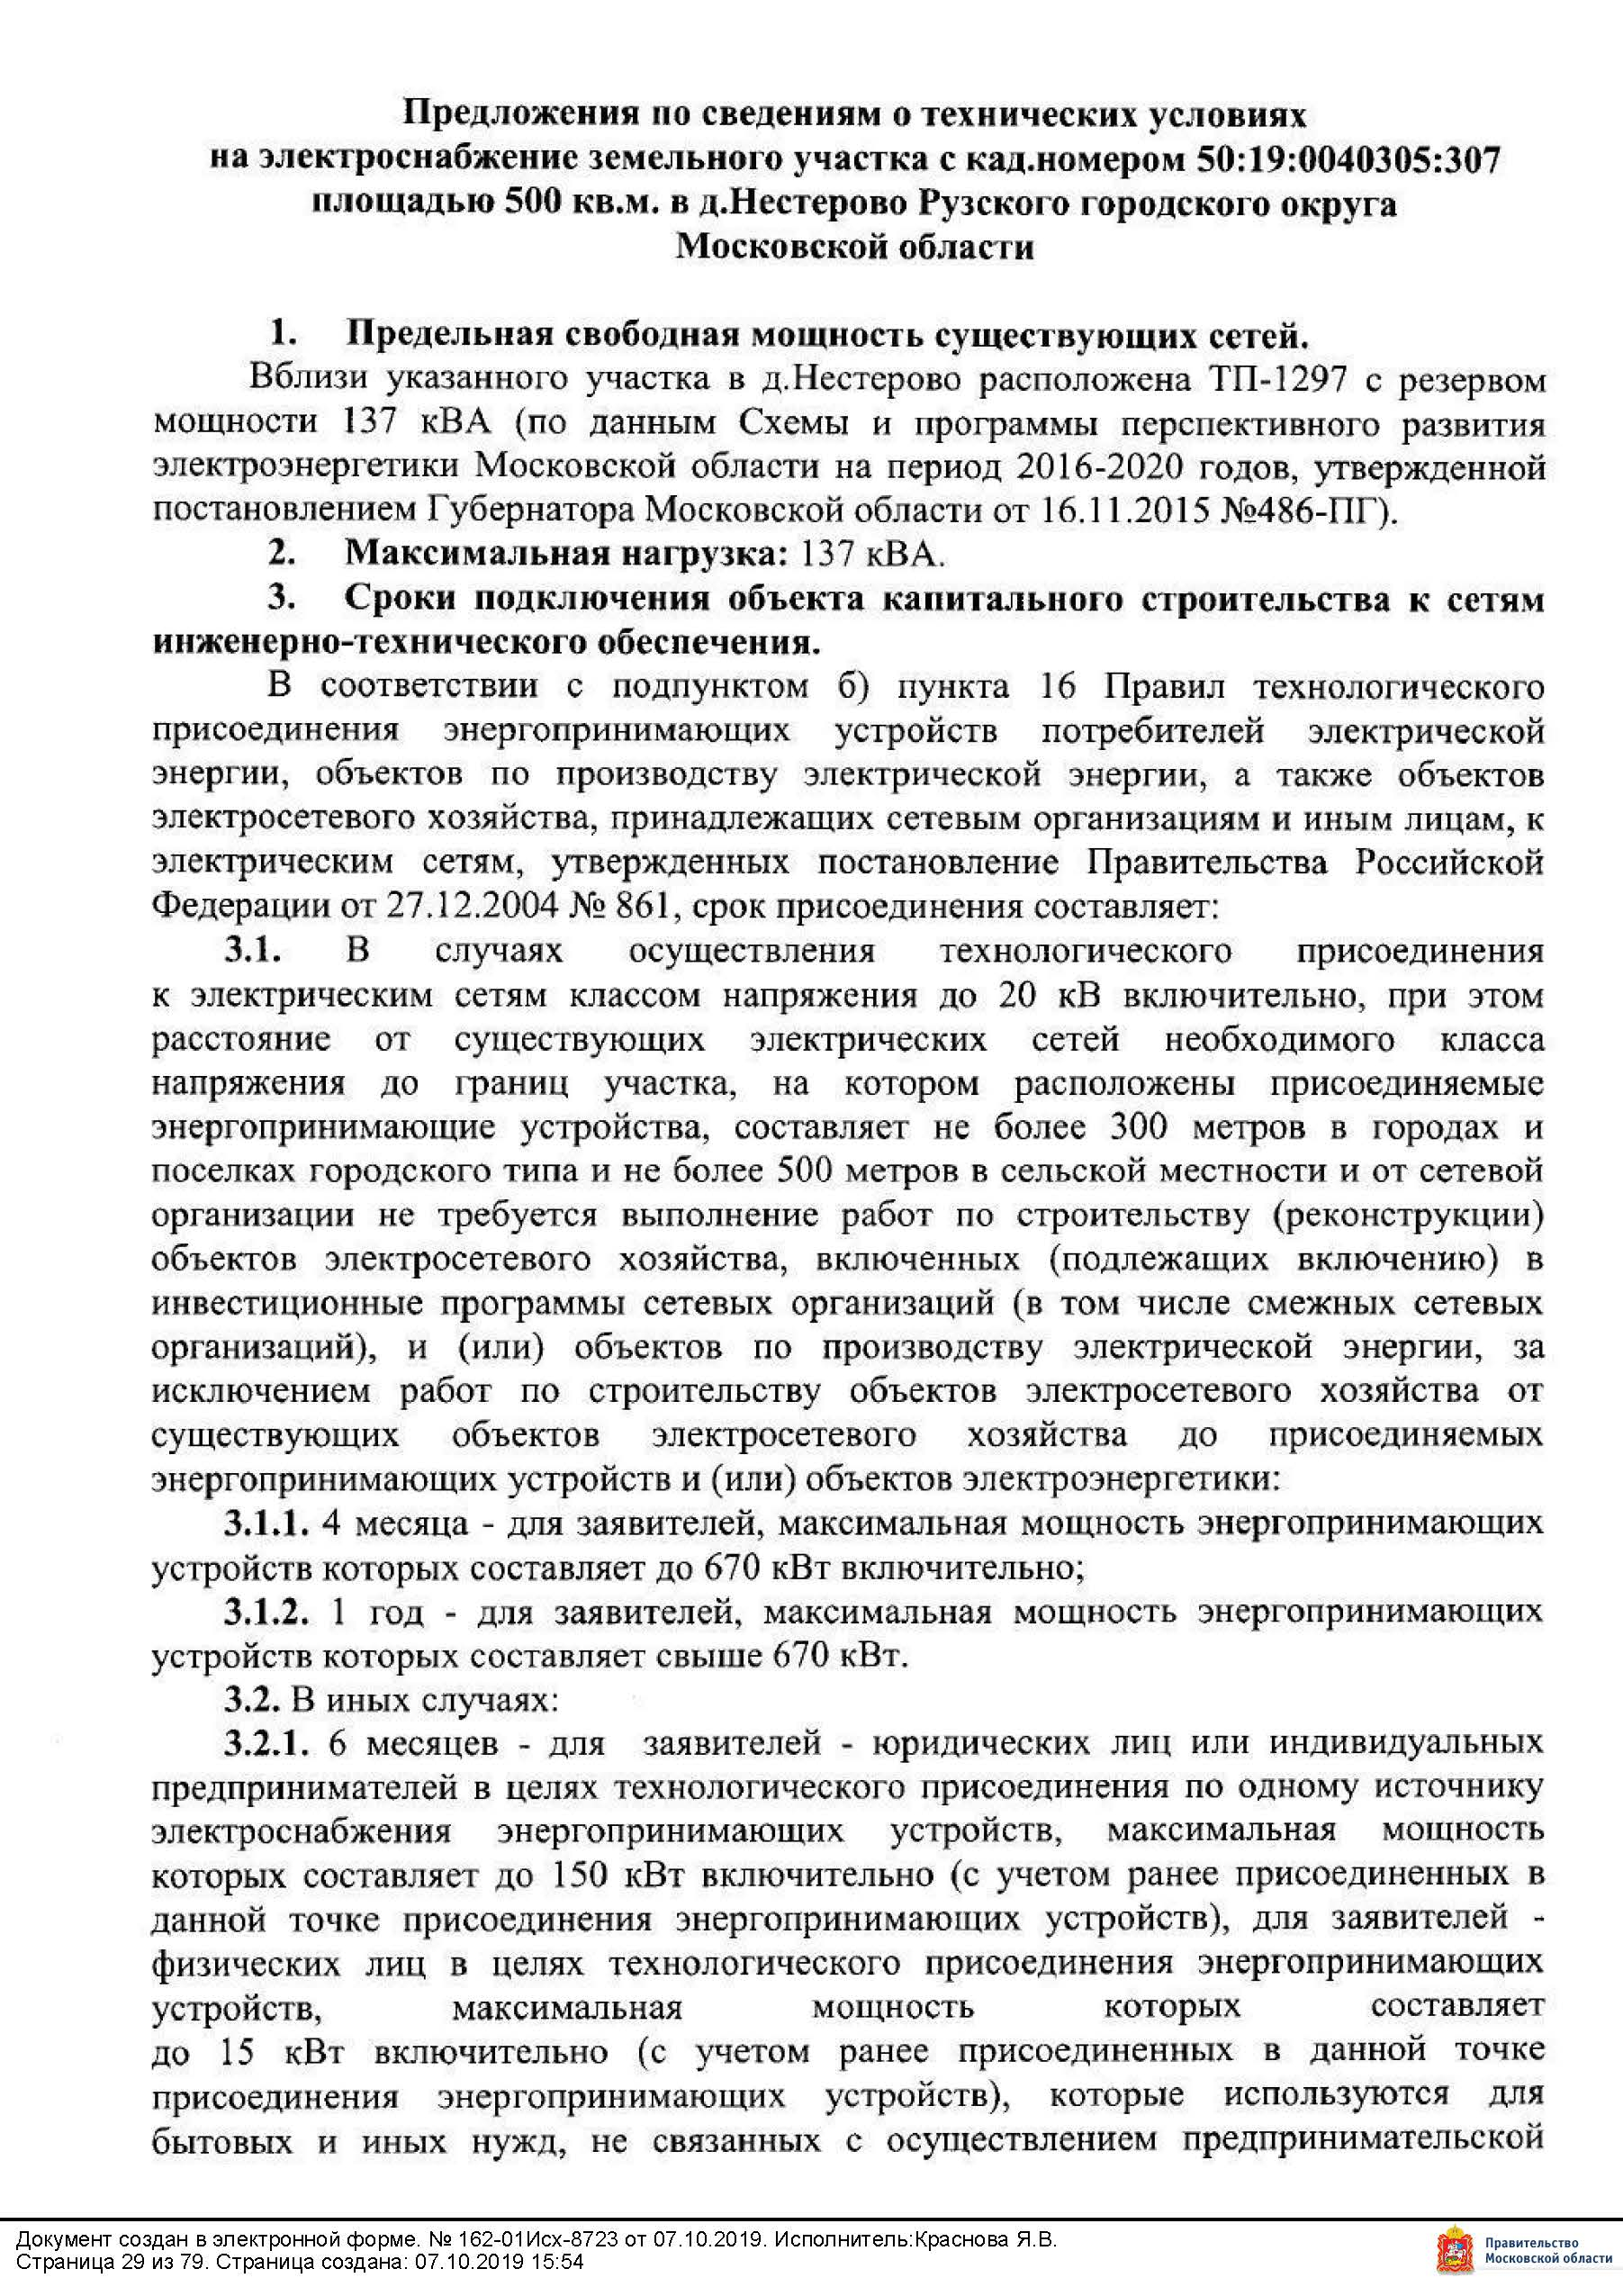 Предложения по сведениям о технических условиях
на электроснабжение земельного участка с кад.номером 50:19:0040305:307
площадью 500 кв.м. в д.Нестерово Рузского городского округа
Московской области
1. Предельная свободная мощность существующих сетей.
Вблизи указанного участка в д.Нестерово расположена ТП-1297 с резервом
мощности 137 кВА (по данным Схемы и программы перспективного развития
электроэнергетики Московской области на период 2016-2020 годов, утвержденной
постановлением Губернатора Московской области от 16.11.2015 №486-ПГ).
2. Максимальная нагрузка: 137 кВА.
3. Сроки подключения объекта капитального строительства к сетям
инженерно-технического обеспечения.
В соответствии с подпунктом б) пункта 16 Правил технологического
присоединения энергопринимающих устройств потребителей электрической
энергии, объектов по производству электрической энергии, а также объектов
электросетевого хозяйства, принадлежащих сетевым организациям и иным лицам, к
электрическим сетям, утвержденных постановление Правительства Российской
Федерации от 27.12.2004 № 861, срок присоединения составляет:
3.1. В случаях осуществления технологического присоединения
к электрическим сетям классом напряжения до 20 кВ включительно, при этом
расстояние от существующих электрических сетей необходимого класса
напряжения до границ участка, на котором расположены присоединяемые
энергопринимающие устройства, составляет не более 300 метров в городах и
поселках городского типа и не более 500 метров в сельской местности и от сетевой
организации не требуется выполнение работ по строительству (реконструкции)
объектов электросетевого хозяйства, включенных (подлежащих включению) в
инвестиционные программы сетевых организаций (в том числе смежных сетевых
организаций), и (или) объектов по производству электрической энергии, за
исключением работ по строительству объектов электросетевого хозяйства от
существующих объектов электросетевого хозяйства до присоединяемых
энергопринимающих устройств и (или) объектов электроэнергетики:
3.1.1. 4 месяца - для заявителей, максимальная мощность энергопринимающих
устройств которых составляет до 670 кВт включительно;
3.1.2. 1 год - для заявителей, максимальная мощность энергопринимающих
устройств которых составляет свыше 670 кВт.
3.2. В иных случаях:
3.2.1. 6 месяцев - для заявителей - юридических лиц или индивидуальных
предпринимателей в целях технологического присоединения по одному источнику
электроснабжения энергопринимающих устройств, максимальная мощность
которых составляет до 150 кВт включительно (с учетом ранее присоединенных в
данной точке присоединения энергопринимающих устройств), для заявителей -
физических лиц в целях технологического присоединения энергопринимающих
устройств, максимальная мощность которых составляет
до 15 кВт включительно (с учетом ранее присоединенных в данной точке
присоединения энергопринимающих устройств), которые используются для
бытовых и иных нужд, не связанных с осуществлением предпринимательской
Документ создан в электронной форме. № 162-01Исх-8723 от 07.10.2019. Исполнитель:Краснова Я.В.
Страница 29 из 79. Страница создана: 07.10.2019 15:54
Правительство
Московской области